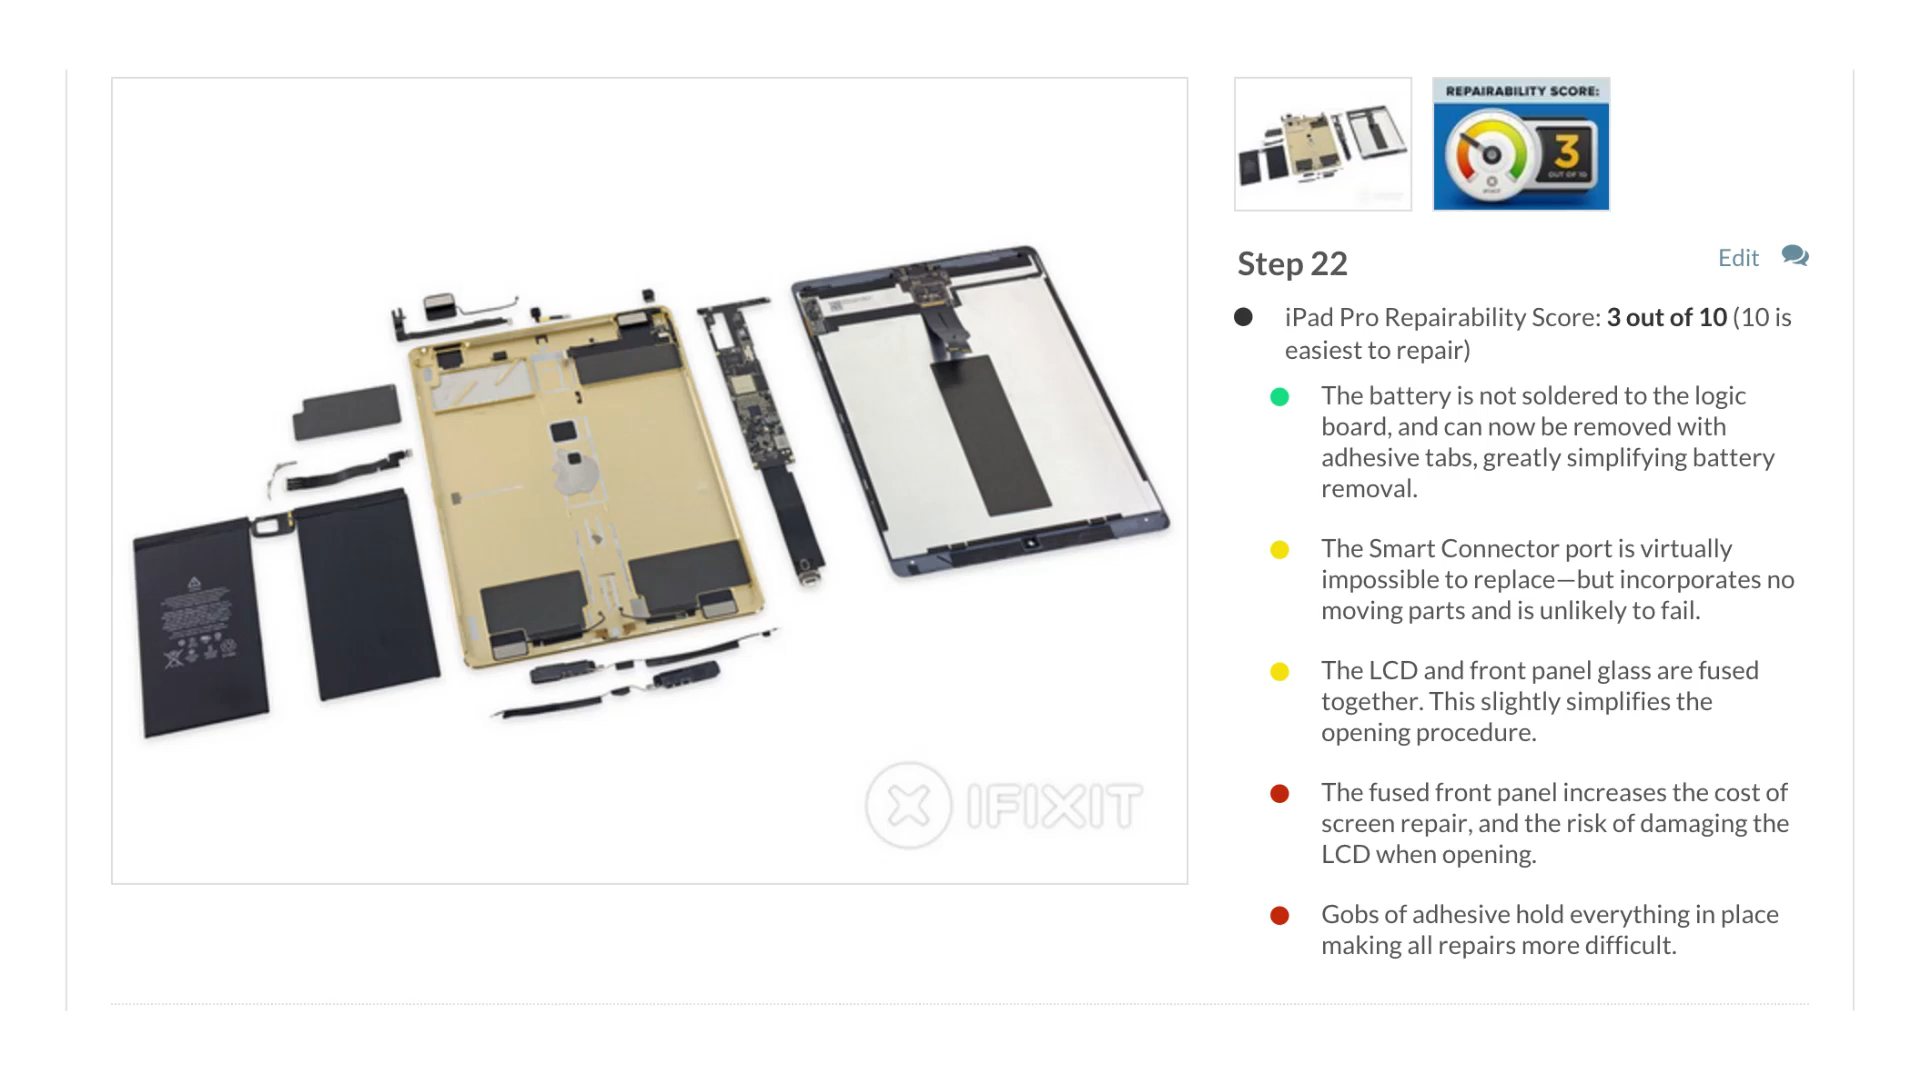 REPAIRABILITY SCORE:
3
OUT OF 10
IFIXIT
Step 22
Edit
iPad Pro Repairability Score: 3 out of 10 (10 is
easiest to repair)
The battery is not soldered to the logic
board, and can now be removed with
adhesive tabs, greatly simplifying battery
removal.
The Smart Connector port is virtually
impossible to replace—but incorporates no
moving parts and is unlikely to fail.
The LCD and front panel glass are fused
together. This slightly simplifies the
opening procedure.
The fused front panel increases the cost of
screen repair, and the risk of damaging the
LCD when opening.
Gobs of adhesive hold everything in place
making all repairs more difficult.